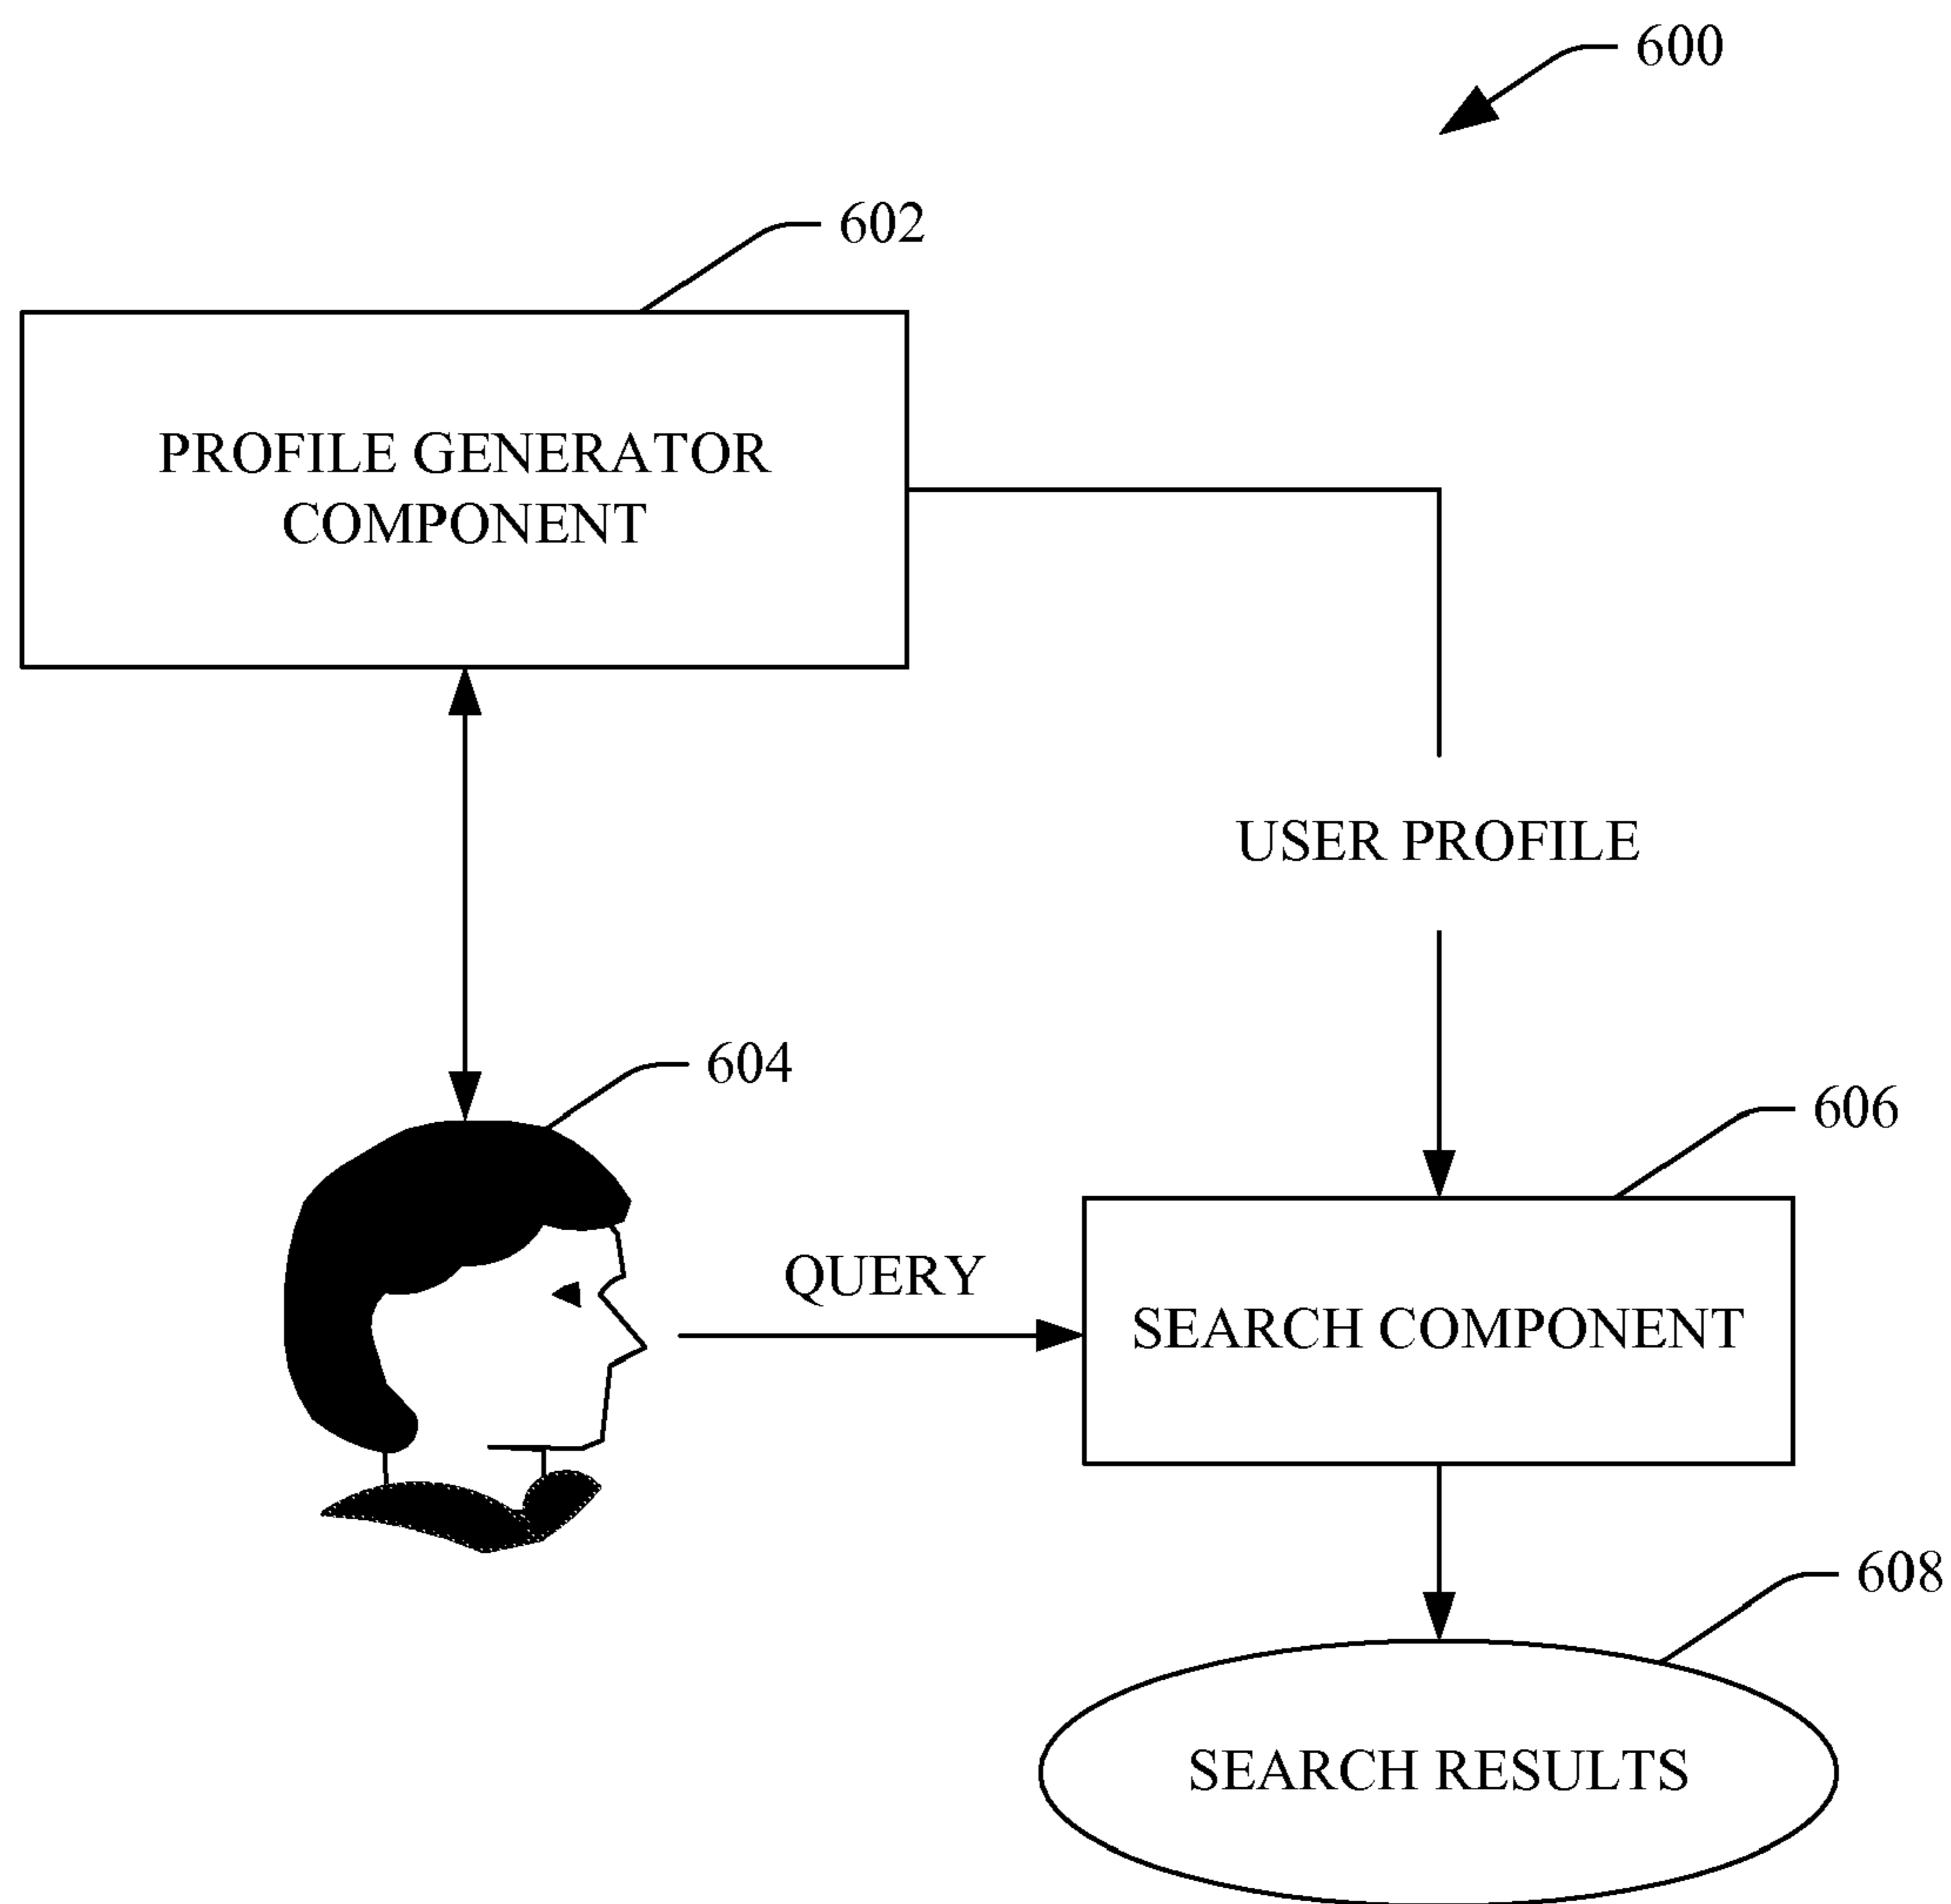 600
602
PROFILE GENERATOR
COMPONENT
USER PROFILE
604
606
QUERY
SEARCH COMPONENT
608
SEARCH RESULTS